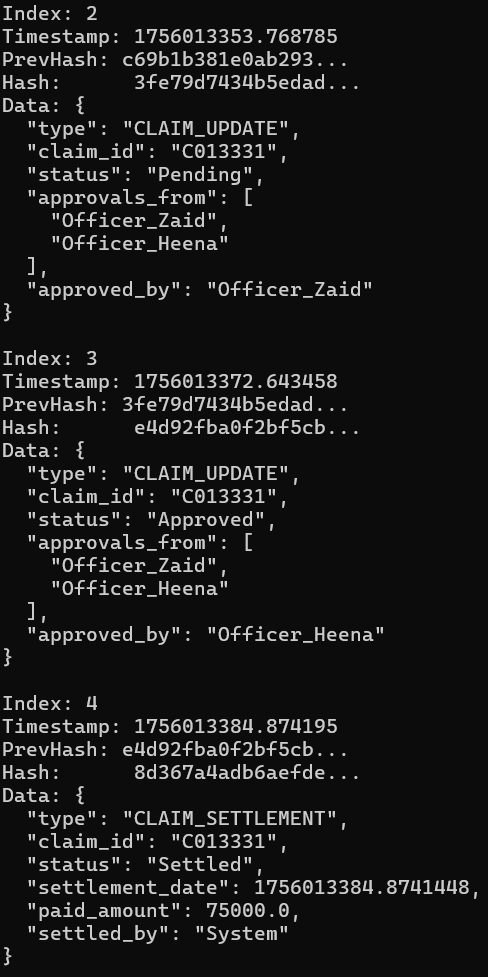 Index: 2
Timestamp: 1756013353.768785
PrevHash: c69b1b381e0ab293...
Hash:      3fe79d7434b5edad...
Data: {
  "type": "CLAIM_UPDATE",
  "claim_id": "C013331",
  "status": "Pending",
  "approvals_from": [
    "Officer_Zaid",
    "Officer_Heena"
  ],
  "approved_by": "Officer_Zaid"
}

Index: 3
Timestamp: 1756013372.643458
PrevHash: 3fe79d7434b5edad...
Hash:      e4d92fba0f2bf5cb...
Data: {
  "type": "CLAIM_UPDATE",
  "claim_id": "C013331",
  "status": "Approved",
  "approvals_from": [
    "Officer_Zaid",
    "Officer_Heena"
  ],
  "approved_by": "Officer_Heena"
}

Index: 4
Timestamp: 1756013384.874195
PrevHash: e4d92fba0f2bf5cb...
Hash:      8d367a4adb6aefde...
Data: {
  "type": "CLAIM_SETTLEMENT",
  "claim_id": "C013331",
  "status": "Settled",
  "settlement_date": 1756013384.8741448,
  "paid_amount": 75000.0,
  "settled_by": "System"
}